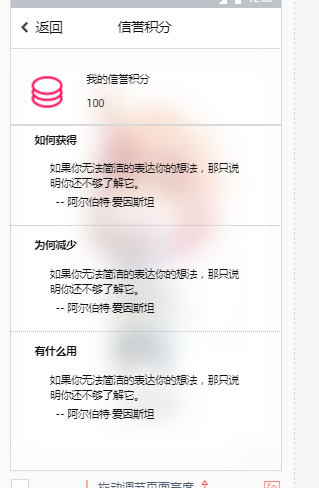 返回 信誉积分
我的信誉积分
100
如何获得
如果你无法简洁的表达你的想法，那只说
明你还不够了解它。
-- 阿尔伯特·爱因斯坦
为何减少
如果你无法简洁的表达你的想法，那只说
明你还不够了解它。
-- 阿尔伯特·爱因斯坦
有什么用
如果你无法简洁的表达你的想法，那只说
明你还不够了解它。
-- 阿尔伯特·爱因斯坦
拖动调节页面高度